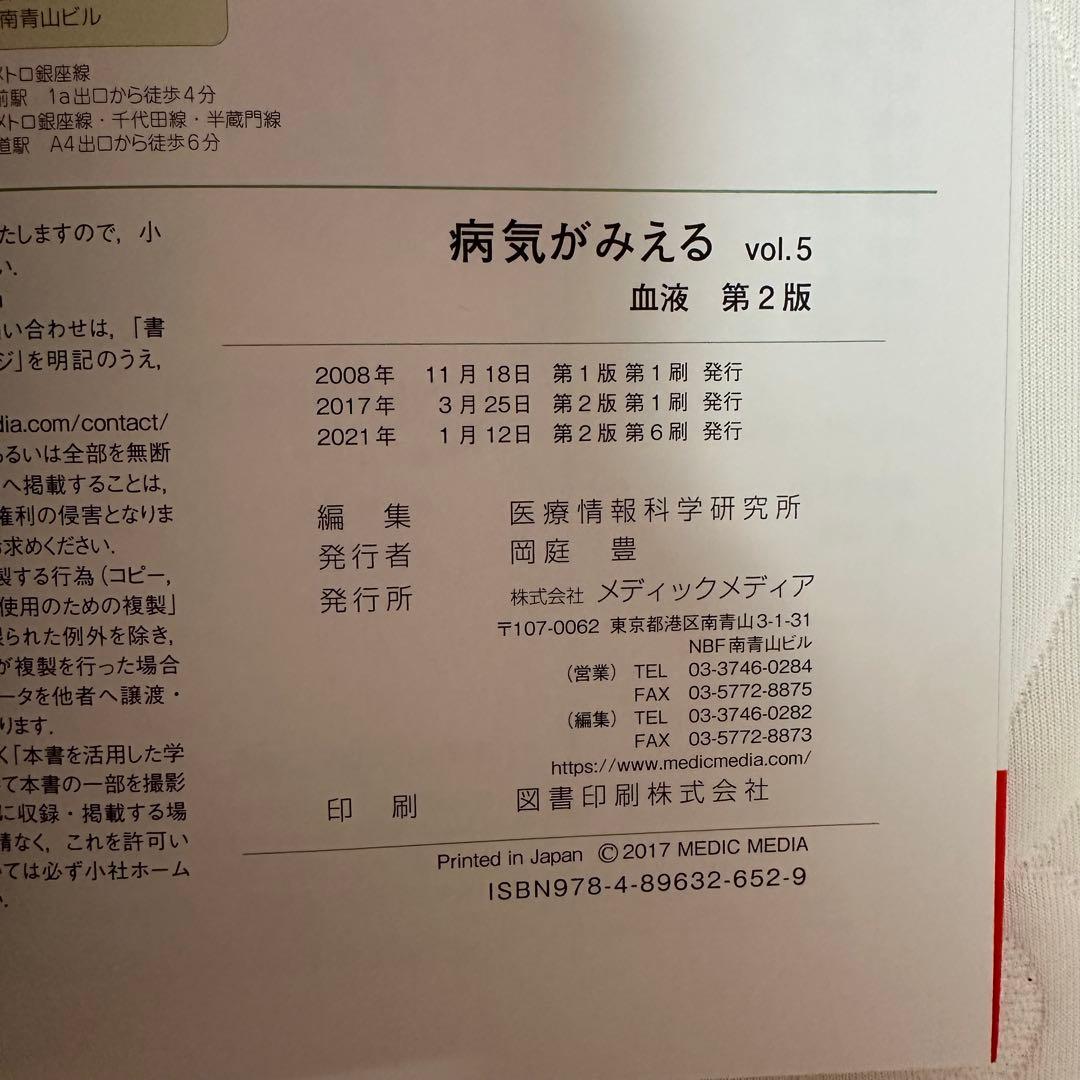 南青山ビル
メトロ銀座線
前駅 1a出口から徒歩4分
メトロ銀座線・千代田線・半蔵門線
道駅 A4出口から徒歩6分
たしますので，小
い．
い合わせは，「書
ジ」を明記のうえ，
dia.com/contact/
あるいは全部を無断
へ掲載することは，
権利の侵害となりま
お求めください．
製する行為（コピー，
使用のための複製」
限られた例外を除き，
が複製を行った場合
ータを他者へ譲渡・
ります．
く「本書を活用した学
て本書の一部を撮影
に収録・掲載する場
請なく，これを許可い
ては必ず小社ホーム
病気がみえる vol.5
血液 第2版
2008年 11月18日 第1版 第1刷 発行
2017年 3月25日 第2版 第1刷 発行
2021年 1月12日 第2版 第6刷 発行
編集 医療情報科学研究所
発行者 岡庭 豊
発行所 株式会社 メディックメディア
〒107-0062 東京都港区南青山3-1-31
NBF南青山ビル
（営業） TEL 03-3746-0284
FAX 03-5772-8875
（編集） TEL 03-3746-0282
FAX 03-5772-8873
https://www.medicmedia.com/
印刷 図書印刷株式会社
Printed in Japan ©2017 MEDIC MEDIA
ISBN978-4-89632-652-9